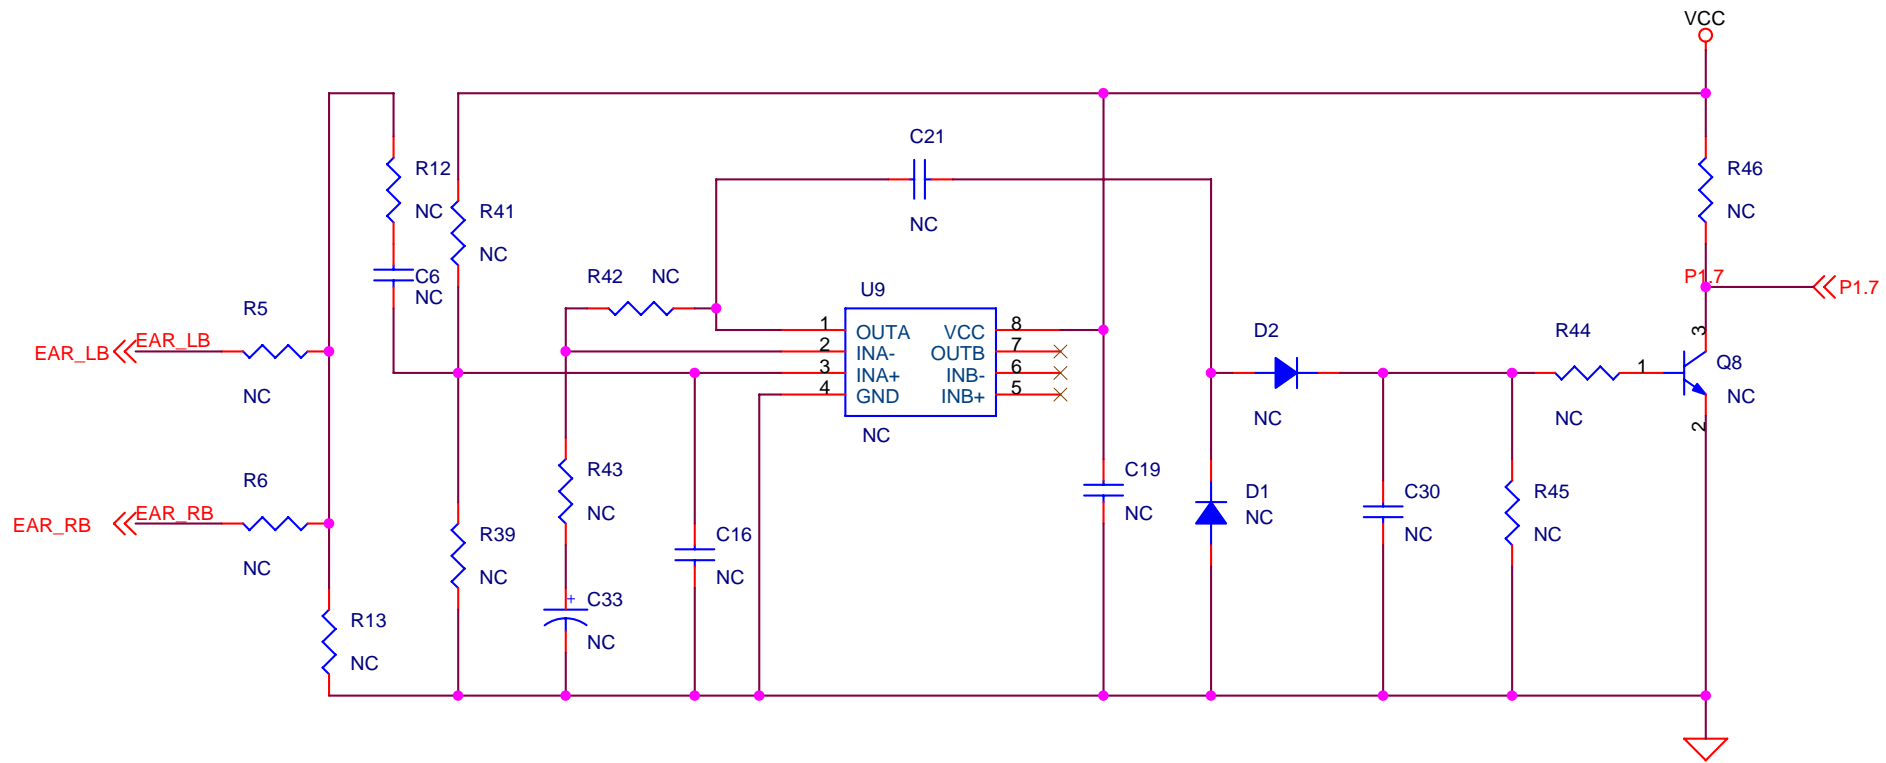 VCC
C21
R12
R46
NC
R41
NC
NC
NC
C6
NC
R42
NC
P1.7
P1.7
U9
R5
1
OUTA
VCC
8
2
INA-
OUTB
7
3
INA+
INB-
6
4
GND
INB+
5
NC
EAR_LB
EAR_LB
NC
D2
NC
R44
NC
1
3
2
Q8
NC
R6
EAR_RB
EAR_RB
NC
R43
NC
C19
NC
D1
NC
C30
NC
R45
NC
R39
NC
C16
NC
+
C33
NC
R13
NC